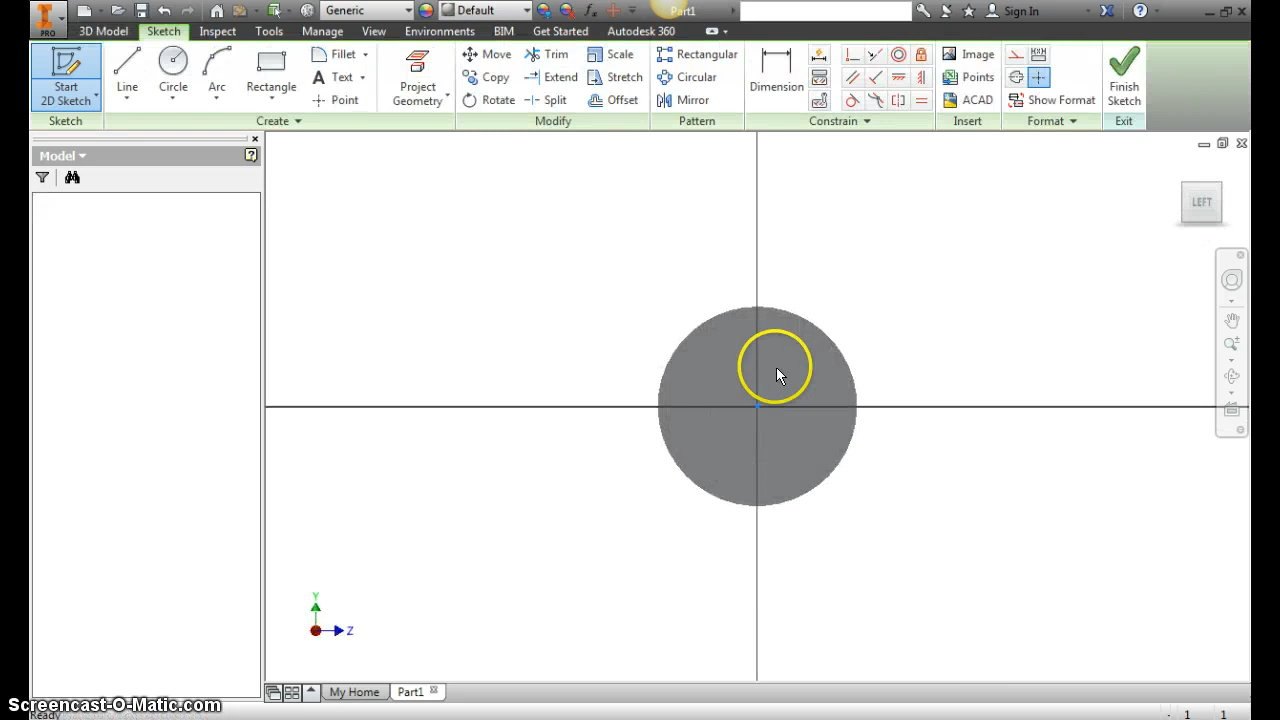 Generic Default Part1 Sign In
PRO 3D Model Sketch Inspect Tools Manage View Environments BIM Get Started Autodesk 360
Start 2D Sketch
Line
Circle
Arc
Rectangle
Fillet
Text
Point
Project Geometry
Move
Copy
Rotate
Trim
Extend
Split
Scale
Stretch
Offset
Rectangular
Circular
Mirror
Dimension
Image
Points
ACAD
Show Format
Finish Sketch
Sketch Create Modify Pattern Constrain Insert Format Exit
Model
LEFT
Y
Z
My Home Part1
Screencast-O-Matic.com
Ready 1 1